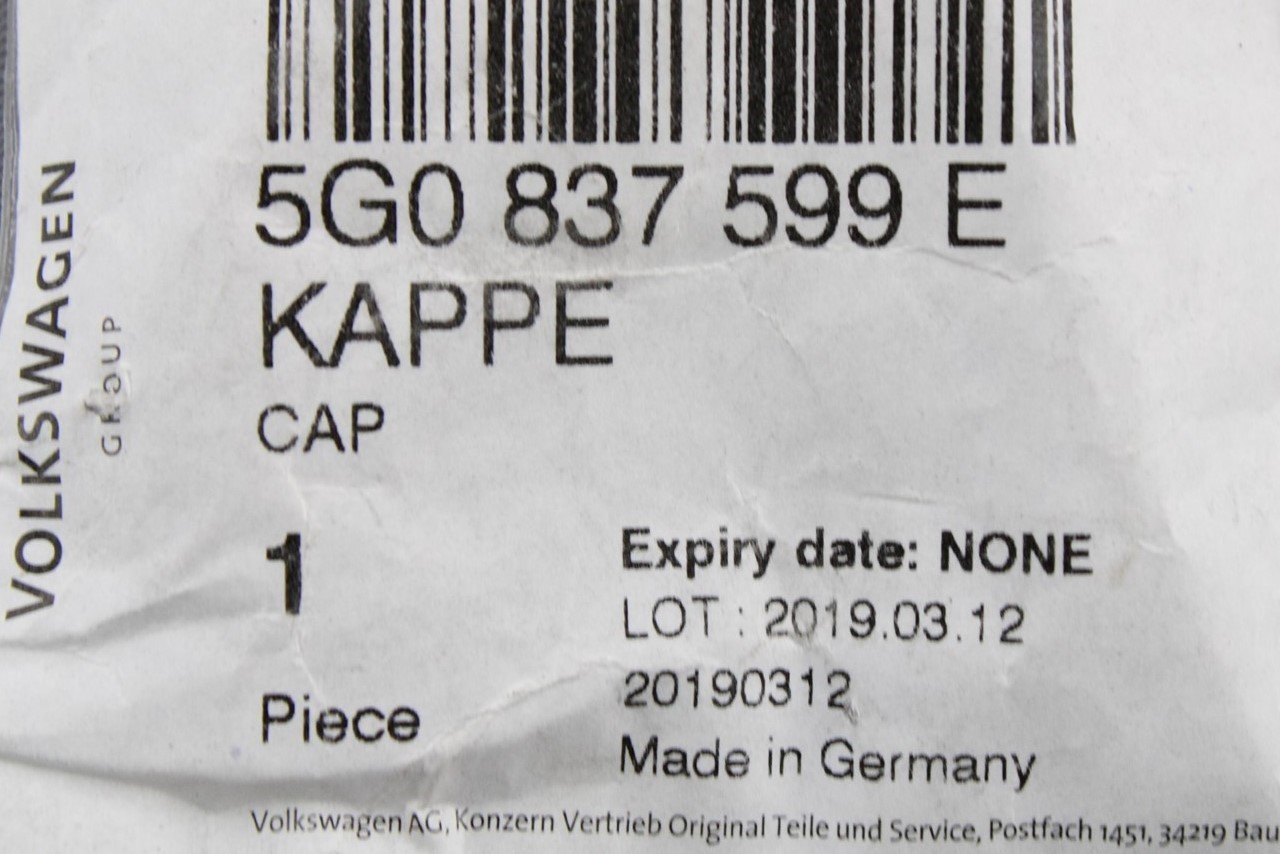 5G0 837 599 E
KAPPE
CAP
1
Piece
Expiry date: NONE
LOT : 2019.03.12
20190312
Made in Germany
Volkswagen AG, Konzern Vertrieb Original Teile und Service, Postfach 1451, 34219 Bau
VOLKSWAGEN
GROUP